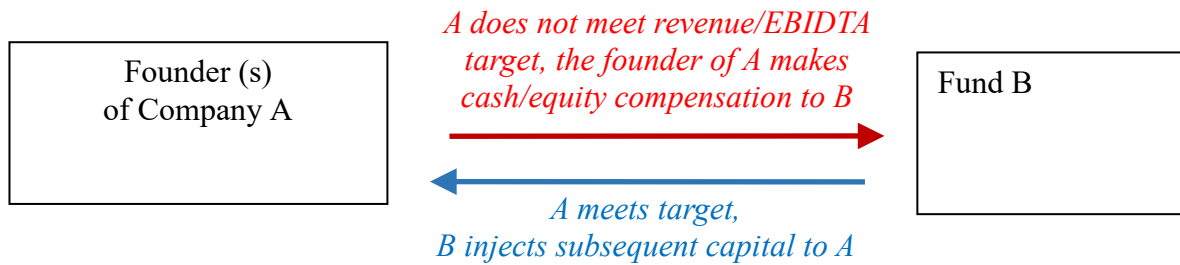 A does not meet revenue/EBIDTA
target, the founder of A makes
cash/equity compensation to B
Founder (s)
of Company A
Fund B
A meets target,
B injects subsequent capital to A